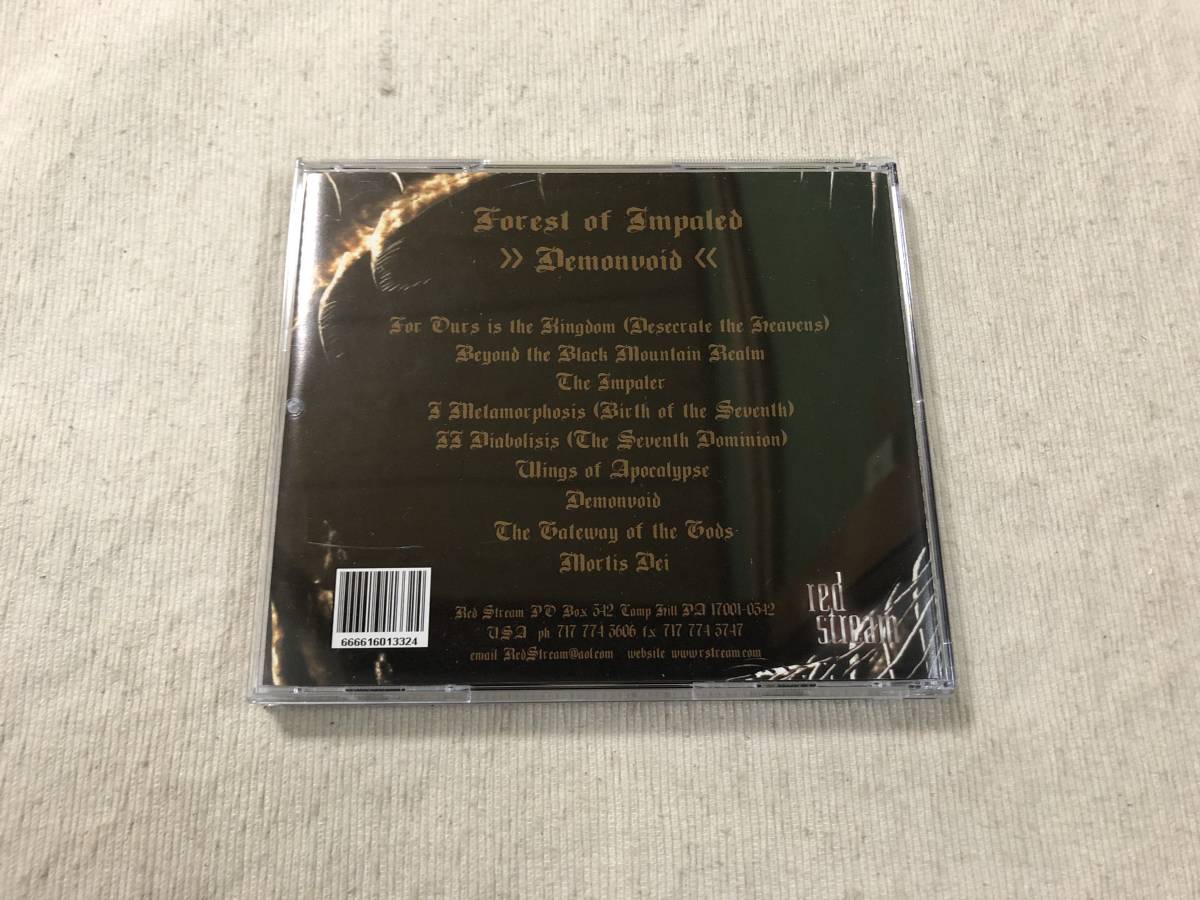 Forest of Impaled
» Demonvoid «
For Ours is the Kingdom (Desecrate the Heavens)
Beyond the Black Mountain Realm
The Impaler
I Metamorphosis (Birth of the Seventh)
II Diabolisis (The Seventh Dominion)
Wings of Apocalypse
Demonvoid
The Gateway of the Gods
Mortis Dei
Red Stream PO Box 342 Camp Hill PA 17001-0342
USA ph 717 774 3606 fx 717 774 3747
email RedStream@aol.com website www.rstream.com
666616013324
red
stream